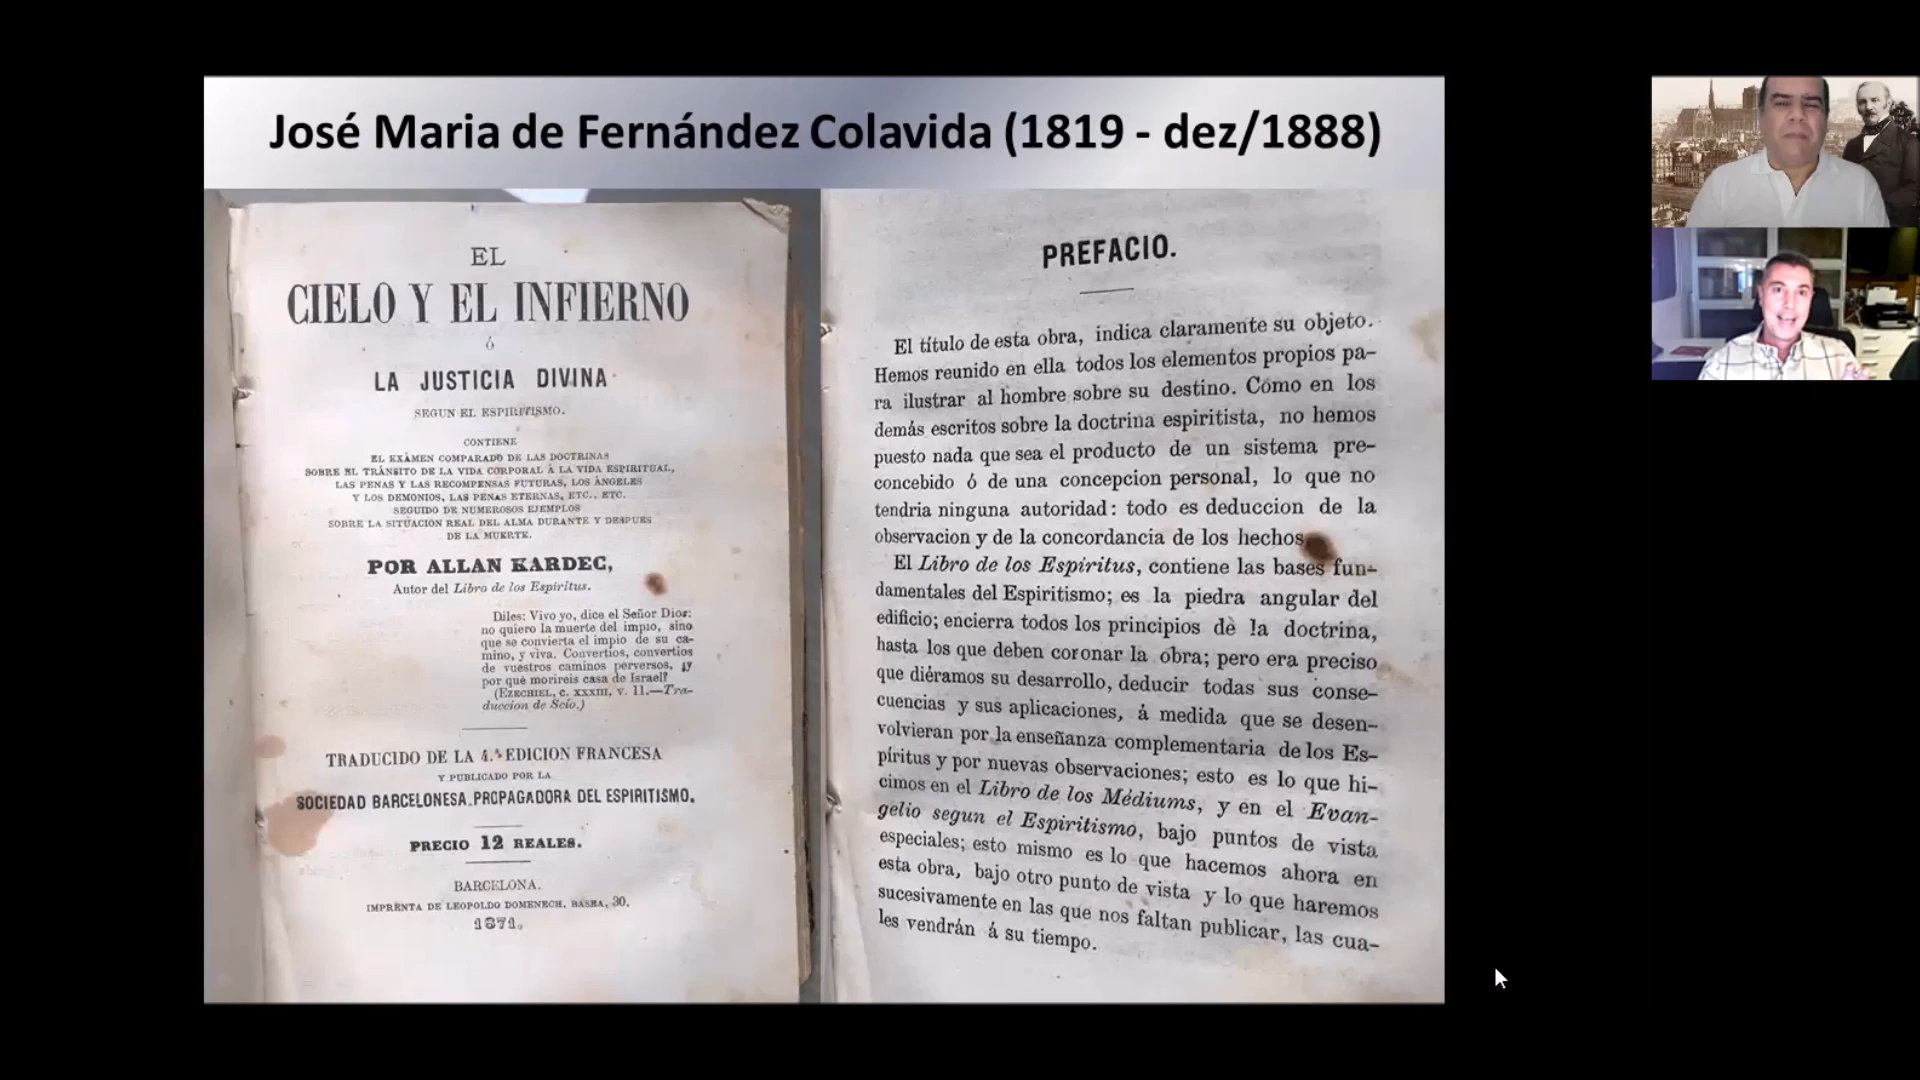 José Maria de Fernández Colavida (1819 - dez/1888)
EL
CIELO Y EL INFIERNO
ó
LA JUSTICIA DIVINA
SEGUN EL ESPIRITISMO.
CONTIENE
EL EXÁMEN COMPARADO DE LAS DOCTRINAS
SOBRE EL TRÁNSITO DE LA VIDA CORPORAL Á LA VIDA ESPIRITUAL,
LAS PENAS Y LAS RECOMPENSAS FUTURAS, LOS ÁNGELES
Y LOS DEMONIOS, LAS PENAS ETERNAS, ETC., ETC.
SEGUIDO DE NUMEROSOS EJEMPLOS
SOBRE LA SITUACION REAL DEL ALMA DURANTE Y DESPUES
DE LA MUERTE.
POR ALLAN KARDEC,
Autor del Libro de los Espíritus.
Diles: Vivo yo, dice el Señor Dios:
no quiero la muerte del impio, sino
que se convierta el impio de su ca-
mino, y viva. Convertios, convertios
de vuestros caminos perversos, ¿y
por qué morireis casa de Israel?
(EZECHIEL, c. XXXIII, v. 11.—Tra-
duccion de Scio.)
TRADUCIDO DE LA 4.ª EDICION FRANCESA
Y PUBLICADO POR LA
SOCIEDAD BARCELONESA PROPAGADORA DEL ESPIRITISMO.
PRECIO 12 REALES.
BARCELONA.
IMPRENTA DE LEOPOLDO DOMENECH, BASEA, 30.
1871.
PREFACIO.
El título de esta obra, indica claramente su objeto.
Hemos reunido en ella todos los elementos propios pa-
ra ilustrar al hombre sobre su destino. Como en los
demás escritos sobre la doctrina espiritista, no hemos
puesto nada que sea el producto de un sistema pre-
concebido ó de una concepcion personal, lo que no
tendria ninguna autoridad: todo es deduccion de la
observacion y de la concordancia de los hechos
El Libro de los Espíritus, contiene las bases fun-
damentales del Espiritismo; es la piedra angular del
edificio; encierra todos los principios de la doctrina,
hasta los que deben coronar la obra; pero era preciso
que diéramos su desarrollo, deducir todas sus conse-
cuencias y sus aplicaciones, á medida que se desen-
volvieran por la enseñanza complementaria de los Es-
píritus y por nuevas observaciones; esto es lo que hi-
cimos en el Libro de los Médiums, y en el Evan-
gelio segun el Espiritismo, bajo puntos de vista
especiales; esto mismo es lo que hacemos ahora en
esta obra, bajo otro punto de vista y lo que haremos
sucesivamente en las que nos faltan publicar, las cua-
les vendrán á su tiempo.